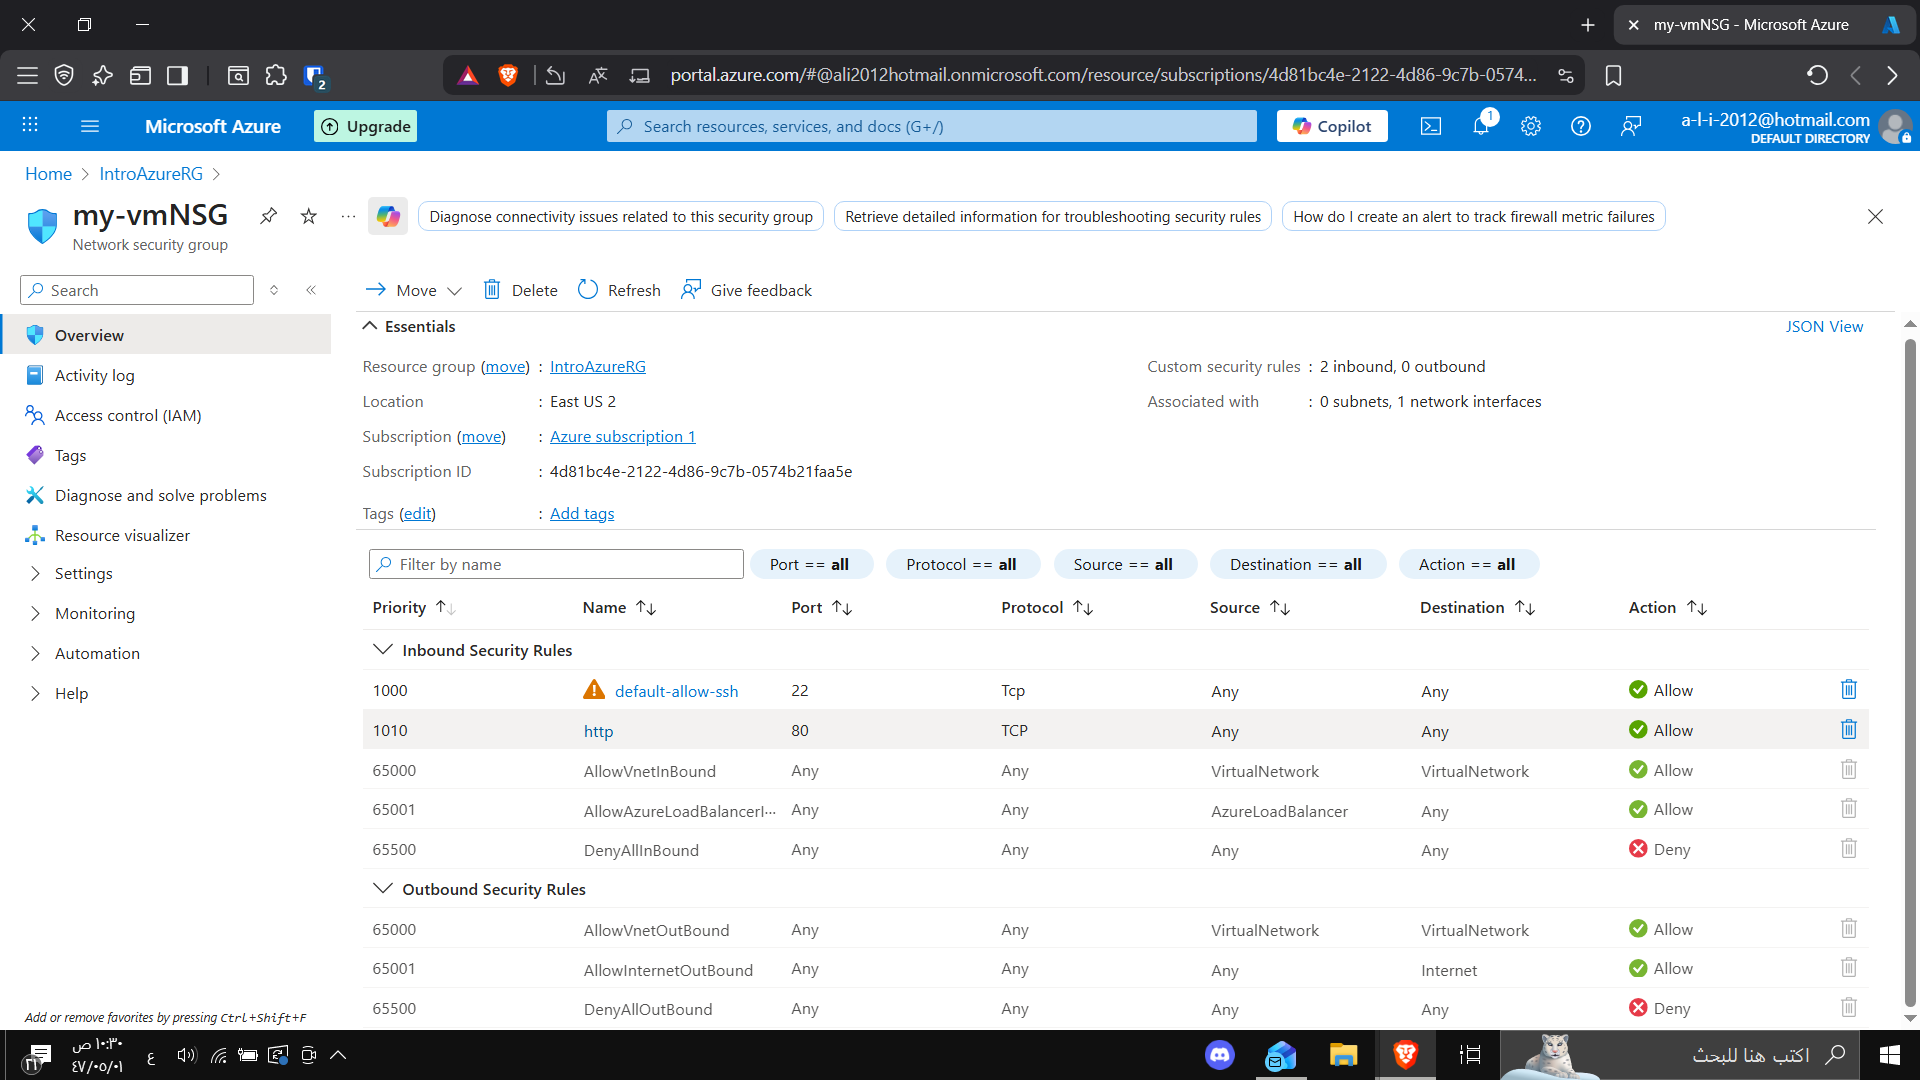 my-vmNSG - Microsoft Azure
2
portal.azure.com/#@ali2012hotmail.onmicrosoft.com/resource/subscriptions/4d81bc4e-2122-4d86-9c7b-0574...
Microsoft Azure
Upgrade
Search resources, services, and docs (G+/)
Copilot
1
a-l-i-2012@hotmail.com
DEFAULT DIRECTORY
Home > IntroAzureRG >
my-vmNSG
Network security group
Diagnose connectivity issues related to this security group
Retrieve detailed information for troubleshooting security rules
How do I create an alert to track firewall metric failures
Search
Overview
Activity log
Access control (IAM)
Tags
Diagnose and solve problems
Resource visualizer
Settings
Monitoring
Automation
Help
Add or remove favorites by pressing Ctrl+Shift+F
Move Delete Refresh Give feedback
Essentials
JSON View
Resource group (move) : IntroAzureRG
Location : East US 2
Subscription (move) : Azure subscription 1
Subscription ID : 4d81bc4e-2122-4d86-9c7b-0574b21faa5e
Tags (edit) : Add tags
Custom security rules : 2 inbound, 0 outbound
Associated with : 0 subnets, 1 network interfaces
Filter by name
Port == all
Protocol == all
Source == all
Destination == all
Action == all
Priority Name Port Protocol Source Destination Action
Inbound Security Rules
1000 default-allow-ssh 22 Tcp Any Any Allow
1010 http 80 TCP Any Any Allow
65000 AllowVnetInBound Any Any VirtualNetwork VirtualNetwork Allow
65001 AllowAzureLoadBalancerI... Any Any AzureLoadBalancer Any Allow
65500 DenyAllInBound Any Any Any Any Deny
Outbound Security Rules
65000 AllowVnetOutBound Any Any VirtualNetwork VirtualNetwork Allow
65001 AllowInternetOutBound Any Any Any Internet Allow
65500 DenyAllOutBound Any Any Any Any Deny
٢١
١٠:٣٠ ص
٤٧/٠٥/٠١
ع
اكتب هنا للبحث